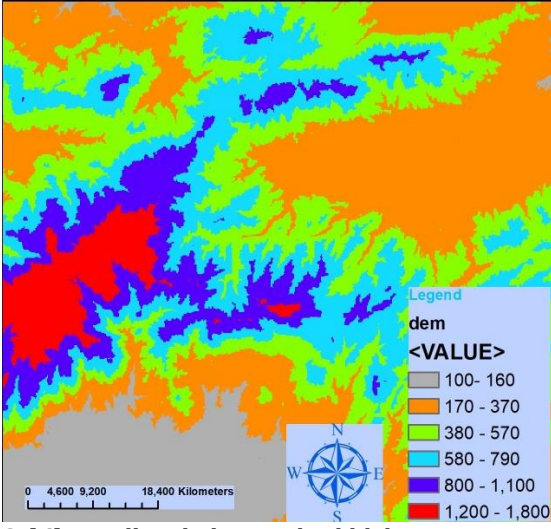 Legend
dem
<VALUE>
100- 160
170 - 370
380 - 570
580 - 790
800 - 1,100
1,200 - 1,800
N
W E
S
0 4,600 9,200 18,400 Kilometers